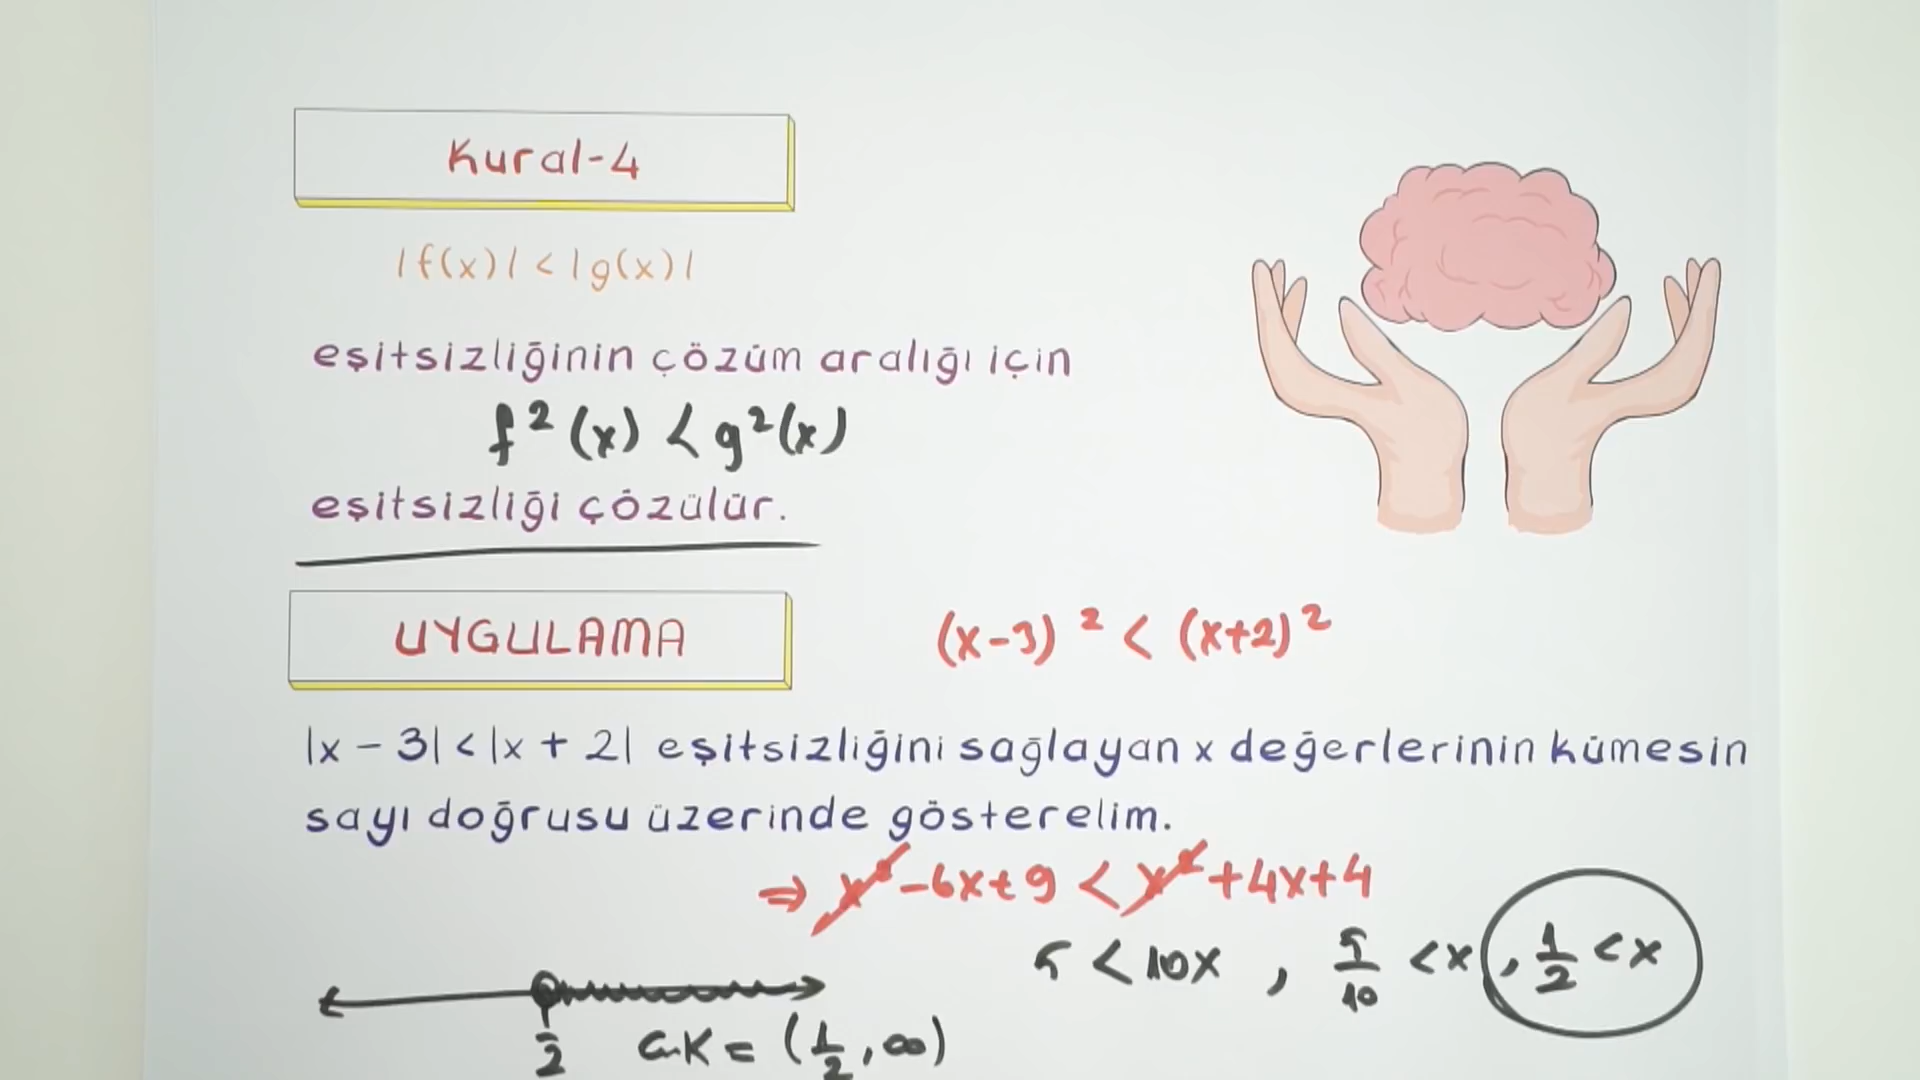 Kural-4
|f(x)| < |g(x)|
eşitsizliğinin çözüm aralığı için
f²(x) < g²(x)
eşitsizliği çözülür.
UYGULAMA
(x-3)² < (x+2)²
|x - 3| < |x + 2| eşitsizliğini sağlayan x değerlerinin kümesin
sayı doğrusu üzerinde gösterelim.
⇒ x² -6x+9 < x² +4x+4
5 < 10x , 5/10 < x , 1/2 < x
1/2
Ç.K = (1/2, ∞)